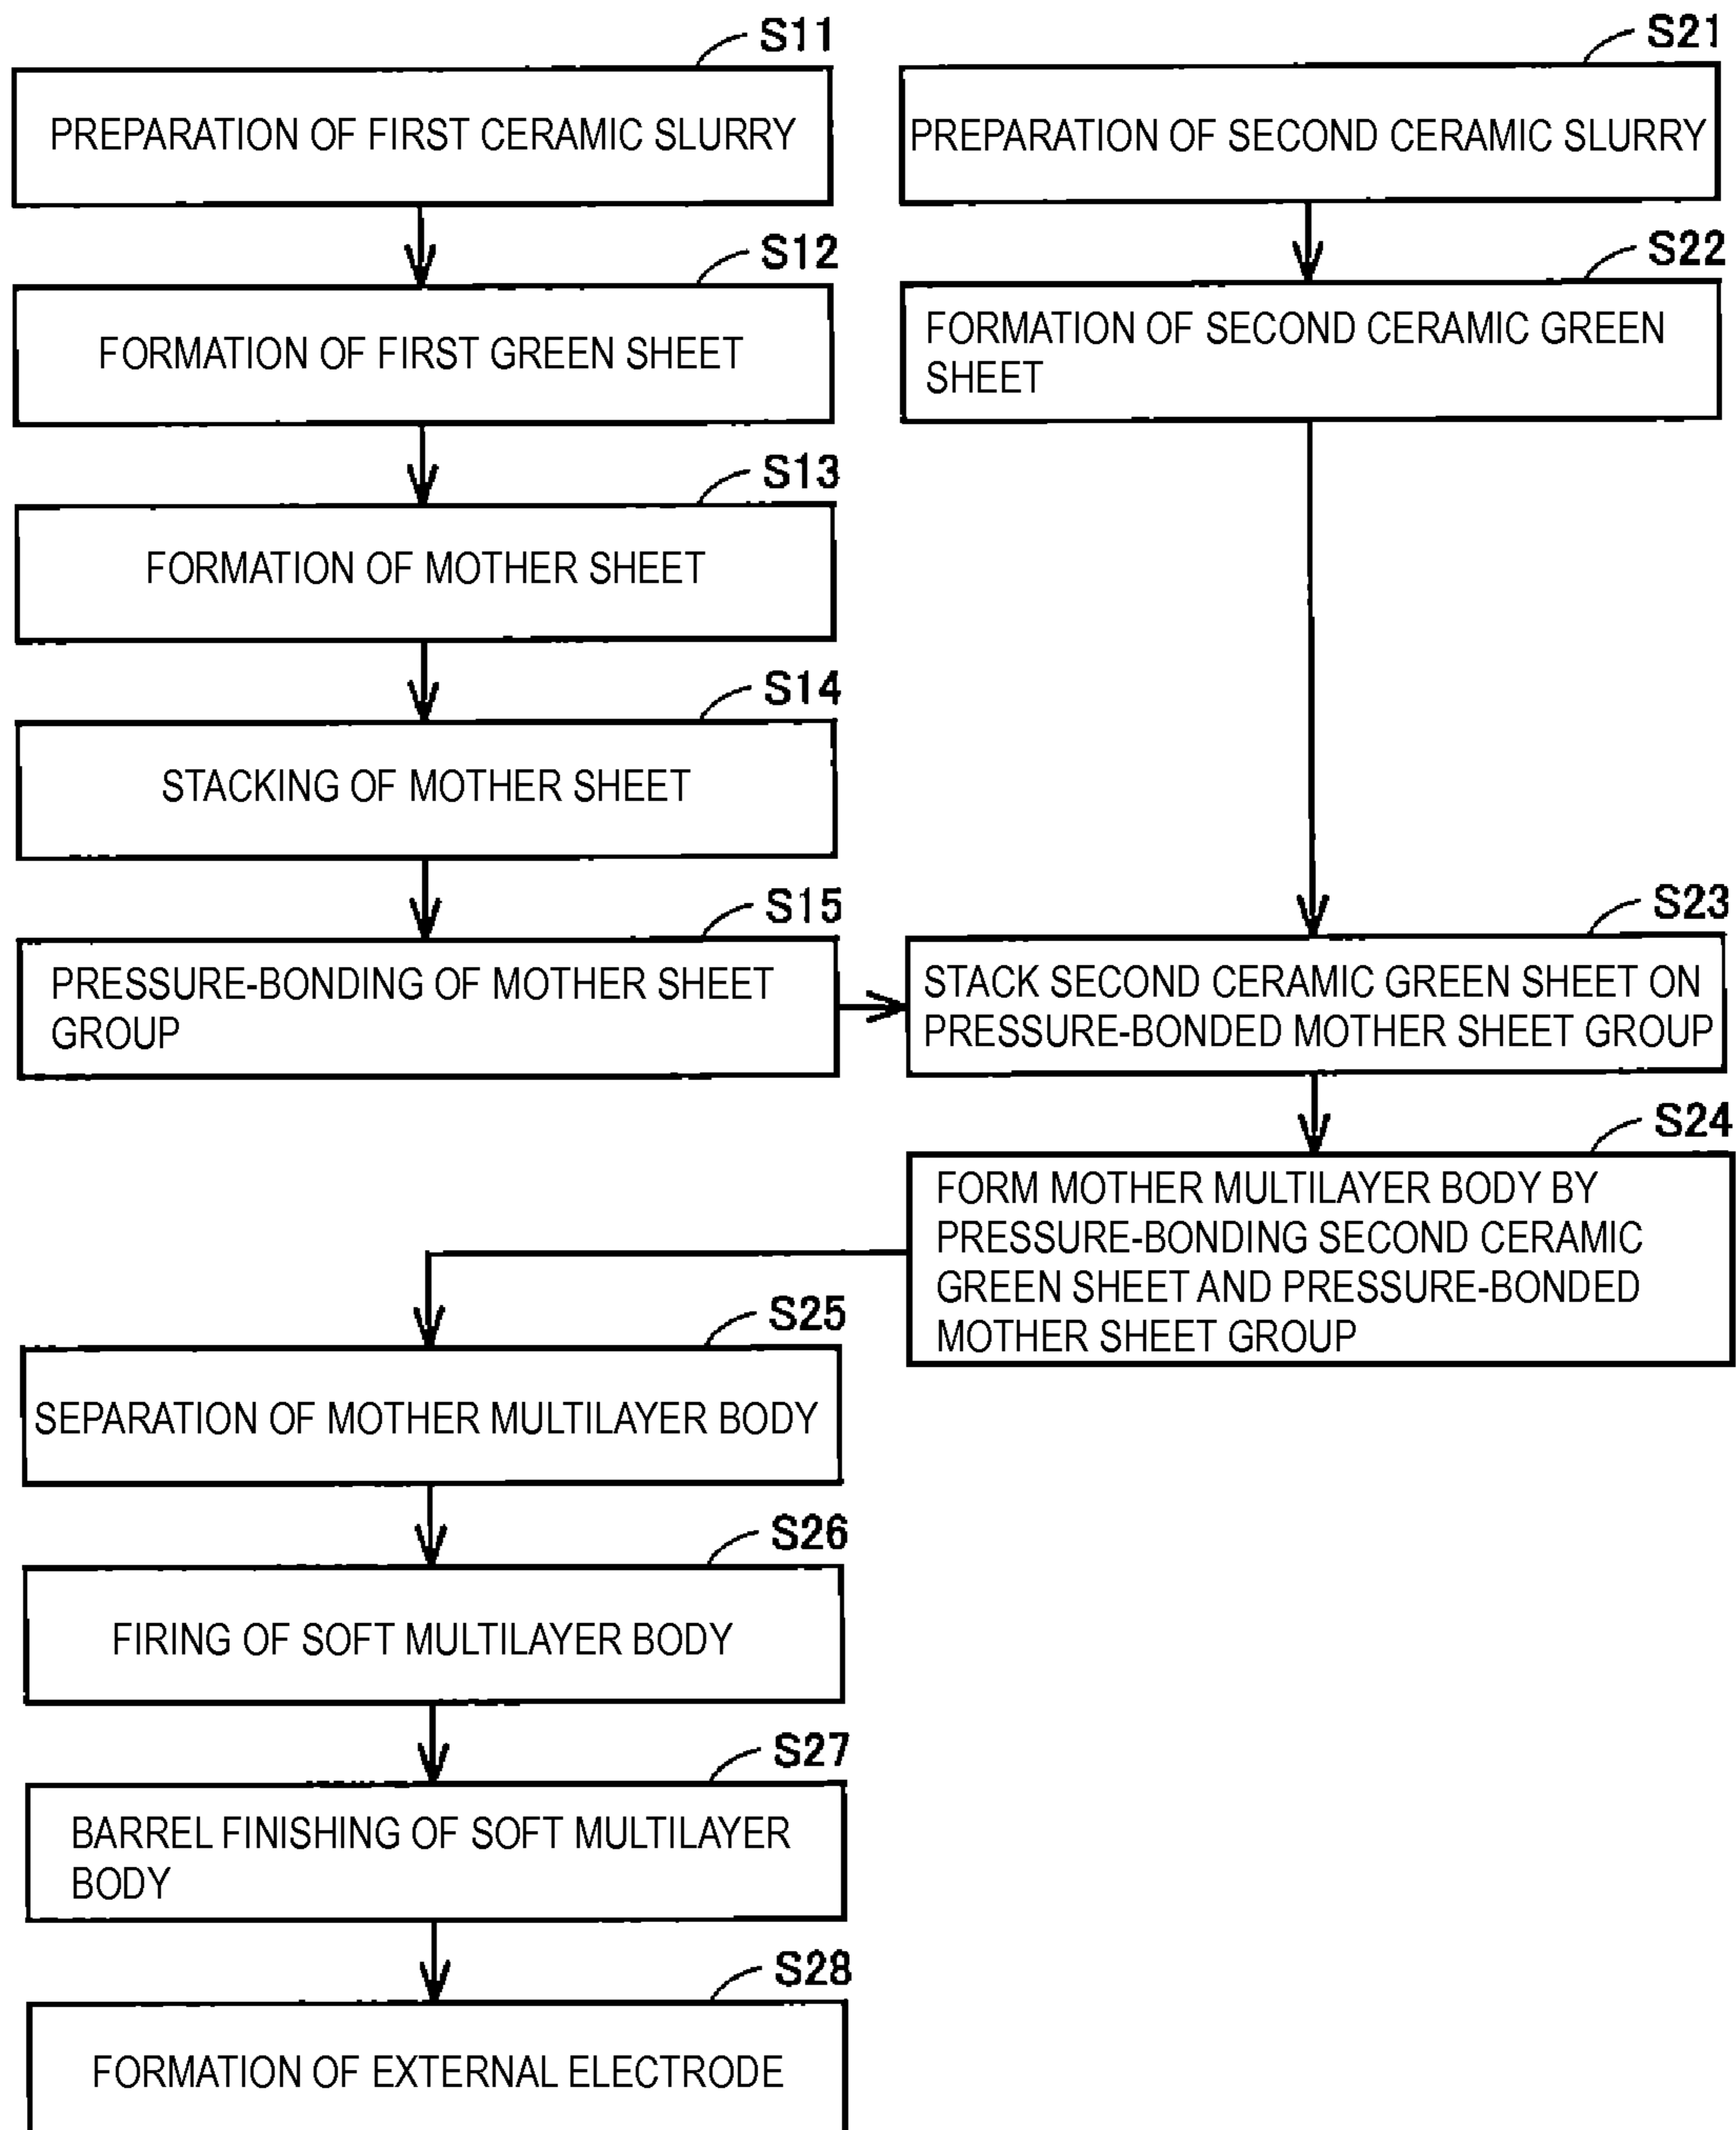 S11
PREPARATION OF FIRST CERAMIC SLURRY
S12
FORMATION OF FIRST GREEN SHEET
S13
FORMATION OF MOTHER SHEET
S14
STACKING OF MOTHER SHEET
S15
PRESSURE-BONDING OF MOTHER SHEET
GROUP
S21
PREPARATION OF SECOND CERAMIC SLURRY
S22
FORMATION OF SECOND CERAMIC GREEN
SHEET
S23
STACK SECOND CERAMIC GREEN SHEET ON
PRESSURE-BONDED MOTHER SHEET GROUP
S24
FORM MOTHER MULTILAYER BODY BY
PRESSURE-BONDING SECOND CERAMIC
GREEN SHEET AND PRESSURE-BONDED
MOTHER SHEET GROUP
S25
SEPARATION OF MOTHER MULTILAYER BODY
S26
FIRING OF SOFT MULTILAYER BODY
S27
BARREL FINISHING OF SOFT MULTILAYER
BODY
S28
FORMATION OF EXTERNAL ELECTRODE